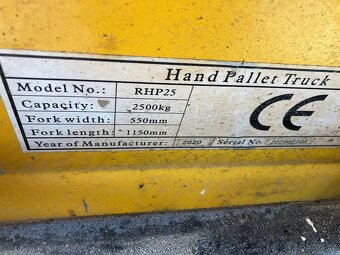 Hand Pallet Truck
Model No.: RHP25
Capacity: 2500kg
Fork width: 550mm
Fork length: 1150mm
Year of Manufacturer: 2020 Serial No.
CE